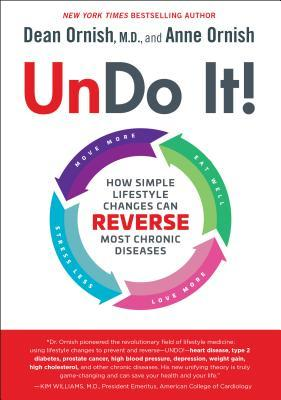 NEW YORK TIMES BESTSELLING AUTHOR
Dean Ornish, M.D., and Anne Ornish
UnDo It!
MOVE MORE
EAT WELL
HOW SIMPLE
LIFESTYLE
CHANGES CAN
REVERSE
MOST CHRONIC
DISEASES
STRESS LESS
LOVE MORE
"Dr. Ornish pioneered the revolutionary field of lifestyle medicine:
using lifestyle changes to prevent and reverse—UNDO!—heart disease, type 2
diabetes, prostate cancer, high blood pressure, depression, weight gain,
high cholesterol, and other chronic diseases. His new unifying theory is truly
game-changing and can save your health and your life."
—KIM WILLIAMS, M.D., President Emeritus, American College of Cardiology